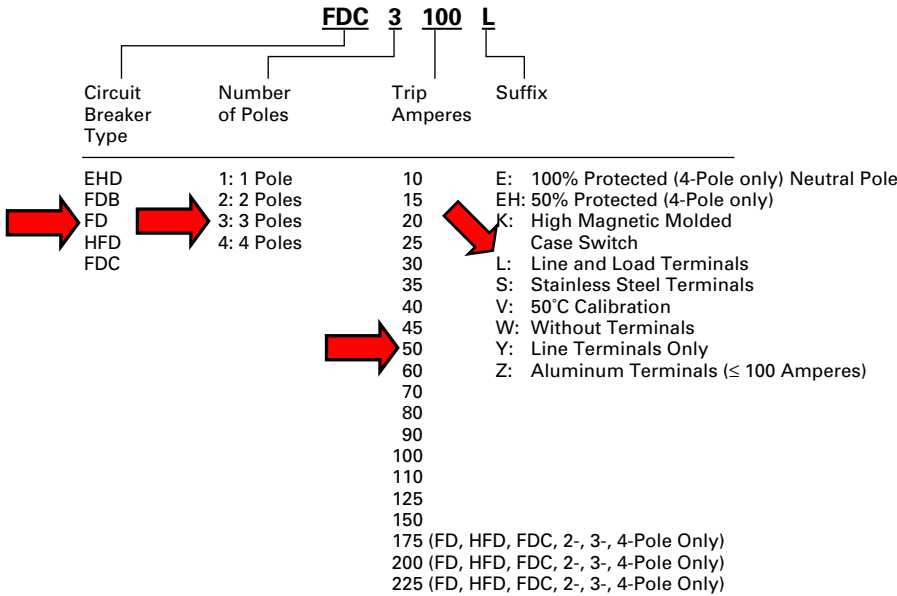 FDC 3 100 L
Circuit Number Trip Suffix
Breaker of Poles Amperes
Type
EHD 1: 1 Pole 10 E: 100% Protected (4-Pole only) Neutral Pole
FDB 2: 2 Poles 15 EH: 50% Protected (4-Pole only)
FD 3: 3 Poles 20 K: High Magnetic Molded
HFD 4: 4 Poles 25 Case Switch
FDC 30 L: Line and Load Terminals
35 S: Stainless Steel Terminals
40 V: 50°C Calibration
45 W: Without Terminals
50 Y: Line Terminals Only
60 Z: Aluminum Terminals (≤ 100 Amperes)
70
80
90
100
110
125
150
175 (FD, HFD, FDC, 2-, 3-, 4-Pole Only)
200 (FD, HFD, FDC, 2-, 3-, 4-Pole Only)
225 (FD, HFD, FDC, 2-, 3-, 4-Pole Only)